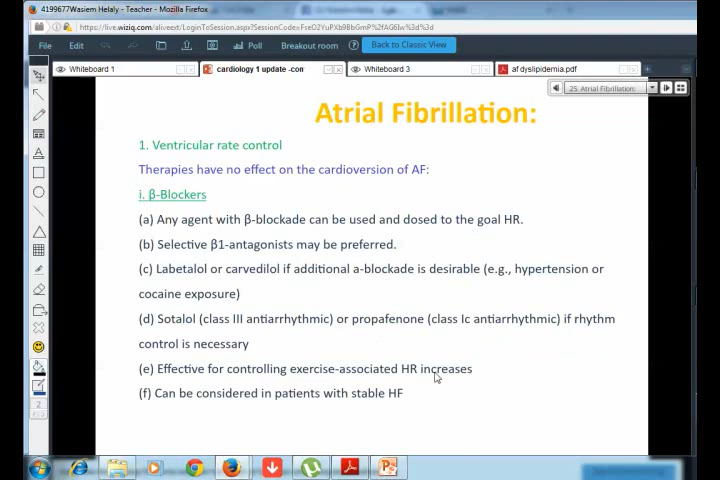 4199677Wasiem Helaly - Teacher - Mozilla Firefox
File Edit Poll Breakout room Back to Classic View
Whiteboard 1 cardiology 1 update -con Whiteboard 3 af dyslipidemia.pdf
25. Atrial Fibrillation:
Atrial Fibrillation:
1. Ventricular rate control
Therapies have no effect on the cardioversion of AF:
i. β-Blockers
(a) Any agent with β-blockade can be used and dosed to the goal HR.
(b) Selective β1-antagonists may be preferred.
(c) Labetalol or carvedilol if additional a-blockade is desirable (e.g., hypertension or
cocaine exposure)
(d) Sotalol (class III antiarrhythmic) or propafenone (class Ic antiarrhythmic) if rhythm
control is necessary
(e) Effective for controlling exercise-associated HR increases
(f) Can be considered in patients with stable HF
2